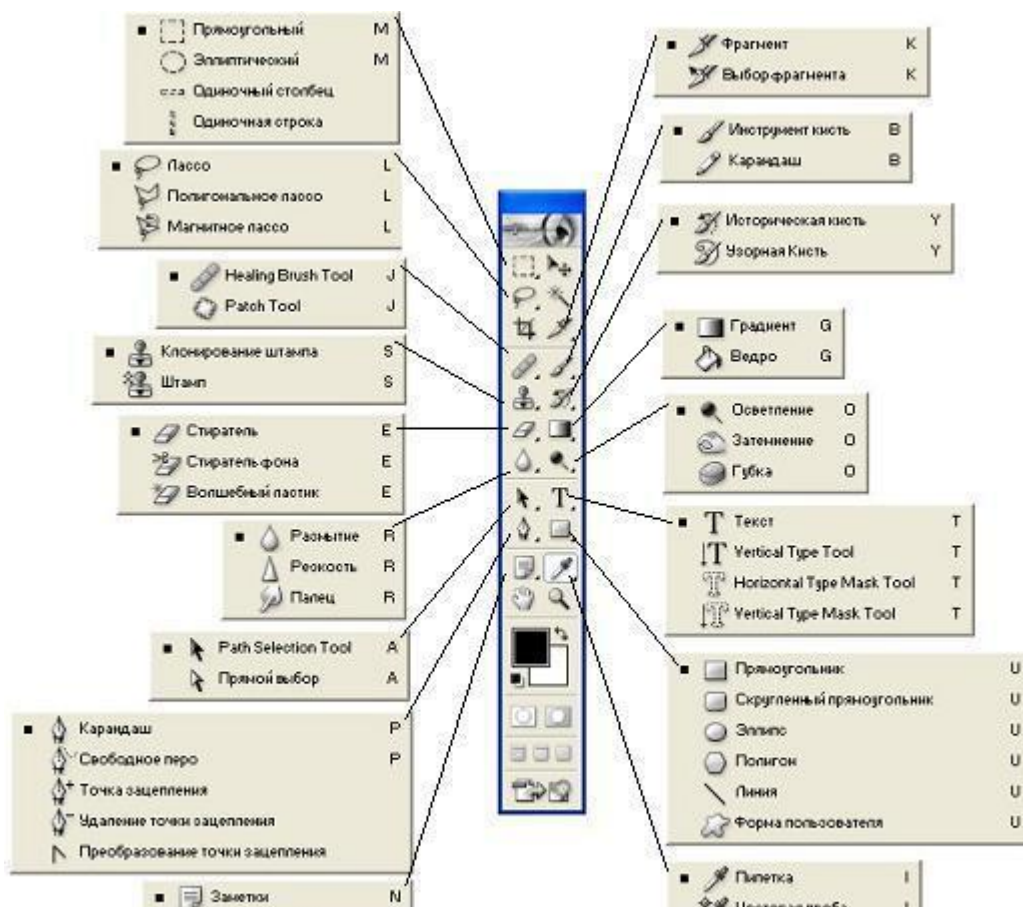 Прямоугольный M
Эллиптический M
Одиночный столбец
Одиночная строка
Лассо L
Полигональное лассо L
Магнитное лассо L
Healing Brush Tool J
Patch Tool J
Клонирование штампа S
Штамп S
Стиратель E
Стиратель фона E
Волшебный ластик E
Размытие R
Резкость R
Палец R
Path Selection Tool A
Прямой выбор A
Карандаш P
Свободное перо P
Точка зацепления
Удаление точки зацепления
Преобразование точки зацепления
Заметки N
Фрагмент K
Выбор фрагмента K
Инструмент кисть B
Карандаш B
Историческая кисть Y
Узорная Кисть Y
Градиент G
Ведро G
Осветление O
Затемнение O
Губка O
Текст T
Vertical Type Tool T
Horizontal Type Mask Tool T
Vertical Type Mask Tool T
Прямоугольник U
Скругленный прямоугольник U
Эллипс U
Полигон U
Линия U
Форма пользователя U
Пипетка I